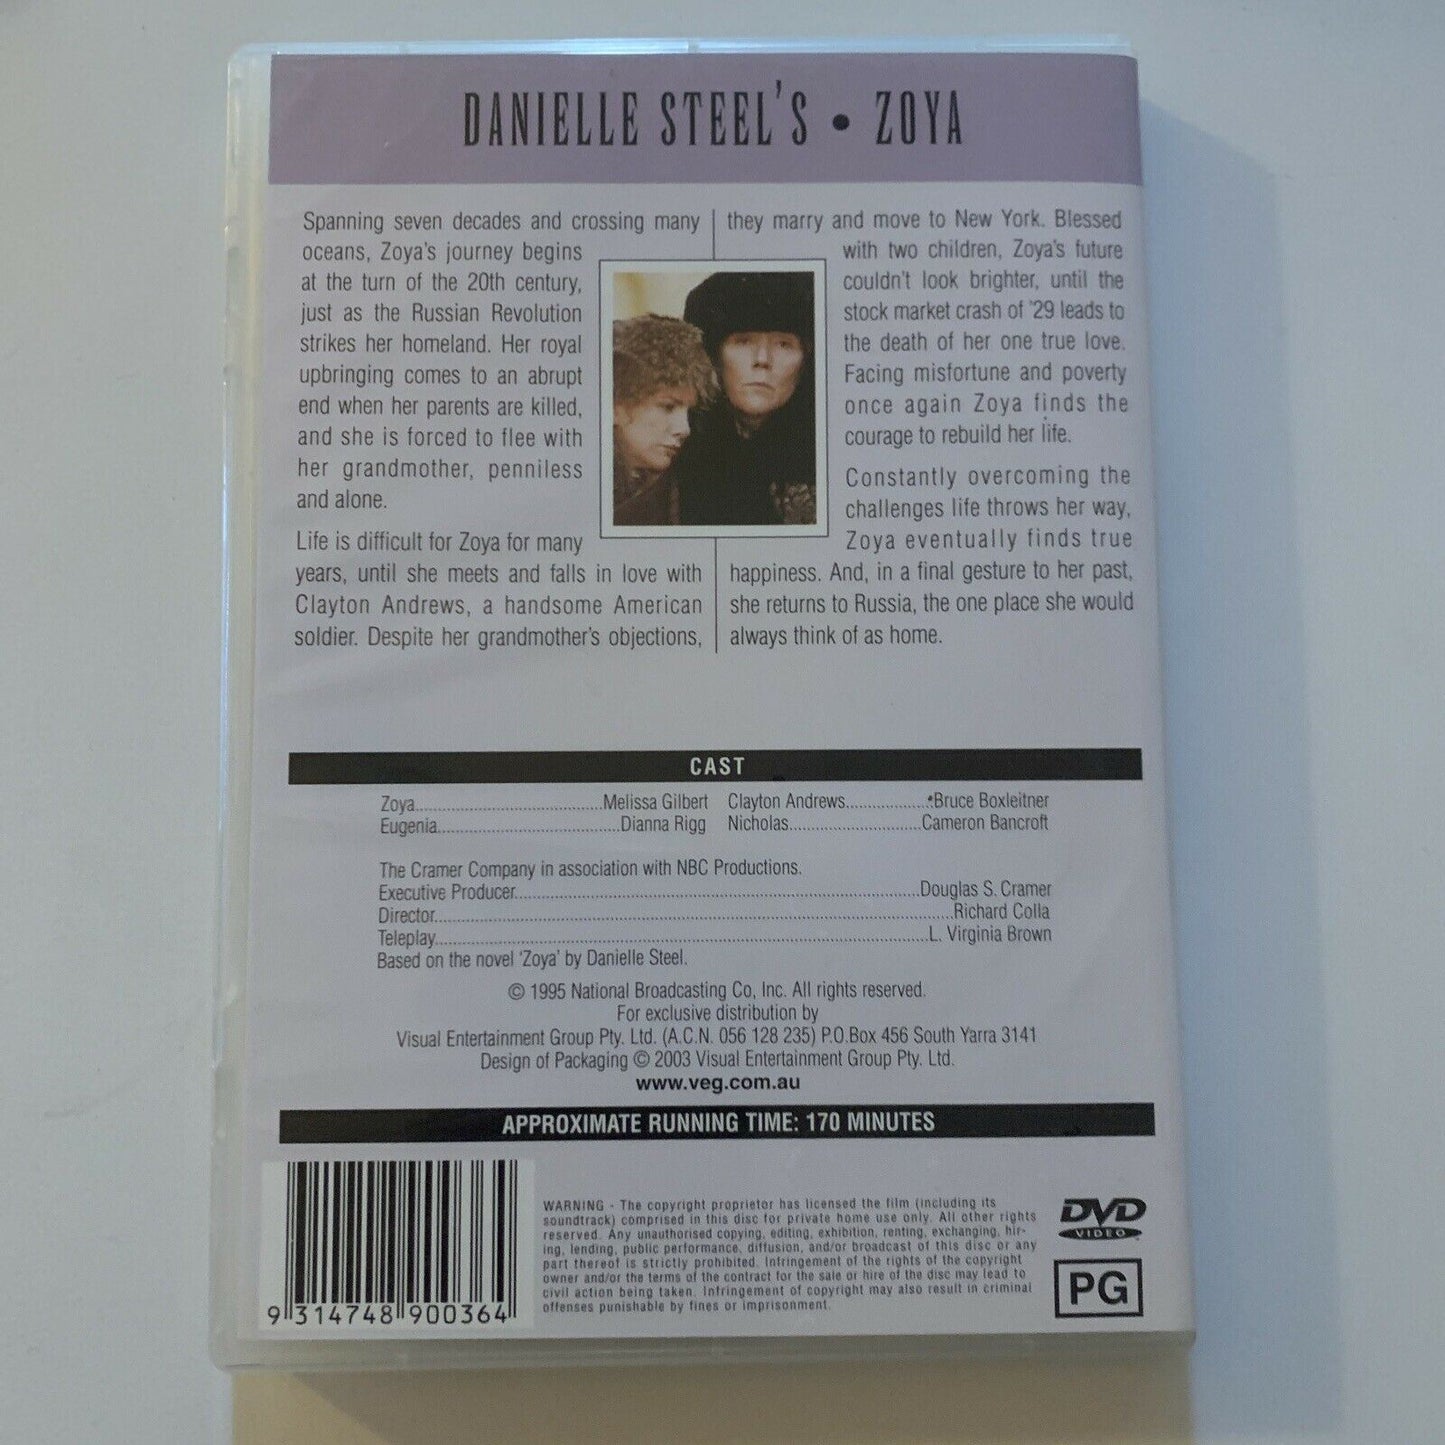 DANIELLE STEEL'S • ZOYA
Spanning seven decades and crossing many
oceans, Zoya's journey begins
at the turn of the 20th century,
just as the Russian Revolution
strikes her homeland. Her royal
upbringing comes to an abrupt
end when her parents are killed,
and she is forced to flee with
her grandmother, penniless
and alone.
Life is difficult for Zoya for many
years, until she meets and falls in love with
Clayton Andrews, a handsome American
soldier. Despite her grandmother's objections,
they marry and move to New York. Blessed
with two children, Zoya's future
couldn't look brighter, until the
stock market crash of '29 leads to
the death of her one true love.
Facing misfortune and poverty
once again Zoya finds the
courage to rebuild her life.
Constantly overcoming the
challenges life throws her way,
Zoya eventually finds true
happiness. And, in a final gesture to her past,
she returns to Russia, the one place she would
always think of as home.
CAST
Zoya..................................Melissa Gilbert Clayton Andrews................Bruce Boxleitner
Eugenia.................................Dianna Rigg Nicholas........................Cameron Bancroft
The Cramer Company in association with NBC Productions.
Executive Producer..........................................................................Douglas S. Cramer
Director...............................................................................................Richard Colla
Teleplay..........................................................................................L. Virginia Brown
Based on the novel 'Zoya' by Danielle Steel.
© 1995 National Broadcasting Co, Inc. All rights reserved.
For exclusive distribution by
Visual Entertainment Group Pty. Ltd. (A.C.N. 056 128 235) P.O.Box 456 South Yarra 3141
Design of Packaging © 2003 Visual Entertainment Group Pty. Ltd.
www.veg.com.au
APPROXIMATE RUNNING TIME: 170 MINUTES
WARNING - The copyright proprietor has licensed the film (including its
soundtrack) comprised in this disc for private home use only. All other rights
reserved. Any unauthorised copying, editing, exhibition, renting, exchanging, hir-
ing, lending, public performance, diffusion, and/or broadcast of this disc or any
part thereof is strictly prohibited. Infringement of the rights of the copyright
owner and/or the terms of the contract for the sale or hire of the disc may lead to
civil action being taken. Infringement of copyright may also result in criminal
offenses punishable by fines or imprisonment.
DVD
VIDEO
PG
9 314748 900364